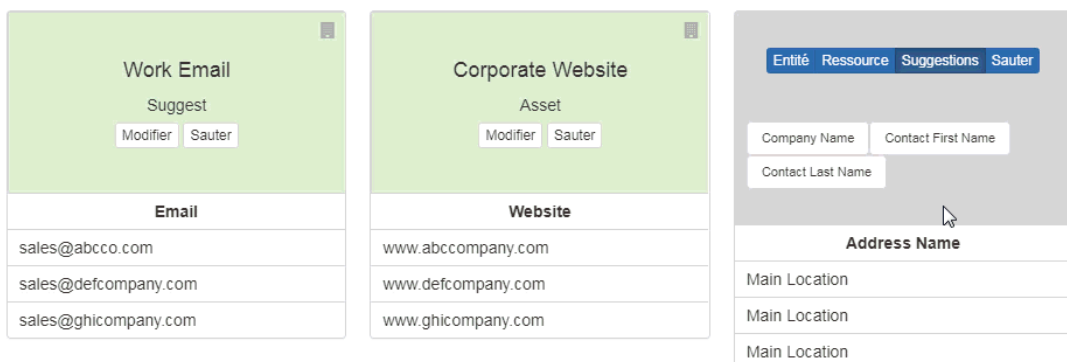 Work Email
Suggest
Modifier Sauter
Email
sales@abcco.com
sales@defcompany.com
sales@ghicompany.com
Corporate Website
Asset
Modifier Sauter
Website
www.abccompany.com
www.defcompany.com
www.ghicompany.com
Entité Ressource Suggestions Sauter
Company Name Contact First Name
Contact Last Name
Address Name
Main Location
Main Location
Main Location